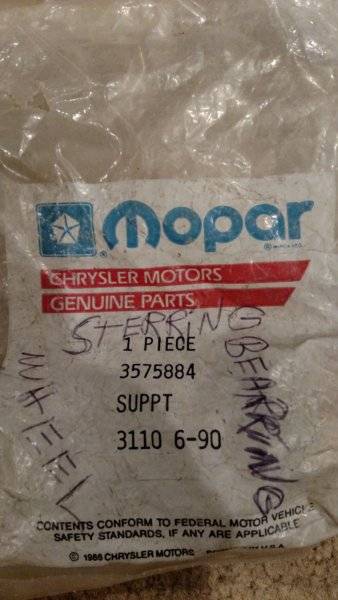 mopar
CHRYSLER MOTORS
GENUINE PARTS
STERRING
1 PIECE
3575884
SUPPT
3110 6-90
WHEEL
BEARRING
CONTENTS CONFORM TO FEDERAL MOTOR VEHICLE
SAFETY STANDARDS, IF ANY ARE APPLICABLE
© 1986 CHRYSLER MOTORS U.S.A.